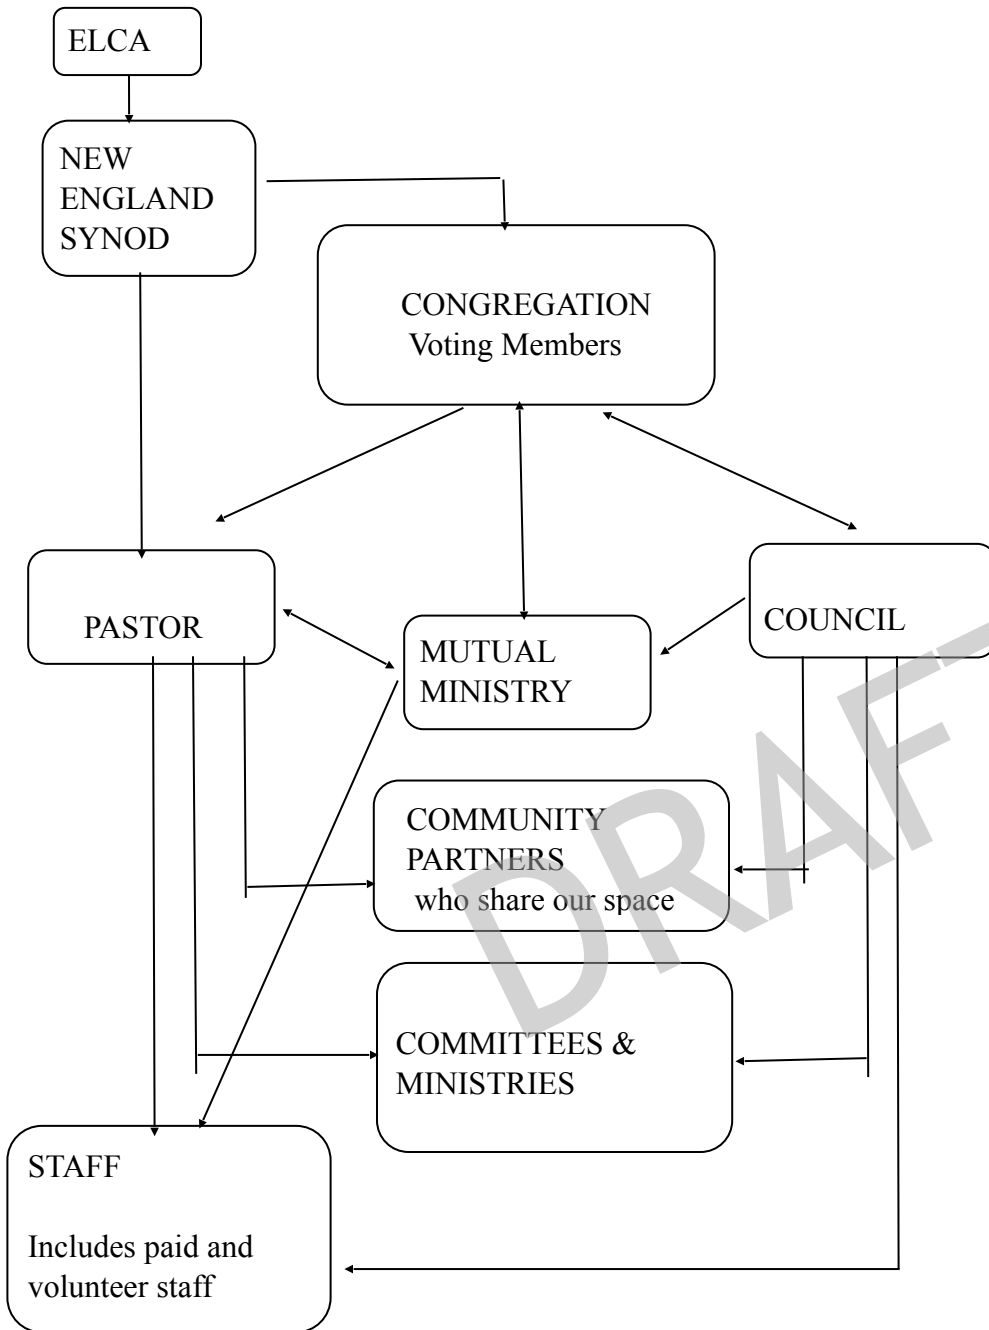 ELCA
NEW
ENGLAND
SYNOD
CONGREGATION
Voting Members
PASTOR
MUTUAL
MINISTRY
COUNCIL
COMMUNITY
PARTNERS
who share our space
COMMITTEES &
MINISTRIES
STAFF
Includes paid and
volunteer staff
DRAFT